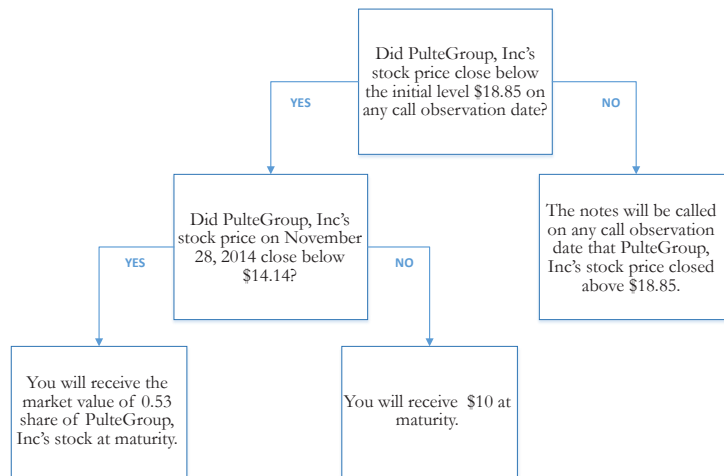 Did PulteGroup, Inc's
stock price close below
the initial level $18.85 on
any call observation date?
YES
NO
Did PulteGroup, Inc's
stock price on November
28, 2014 close below
$14.14?
The notes will be called
on any call observation
date that PulteGroup,
Inc's stock price closed
above $18.85.
YES
NO
You will receive the
market value of 0.53
share of PulteGroup,
Inc's stock at maturity.
You will receive $10 at
maturity.